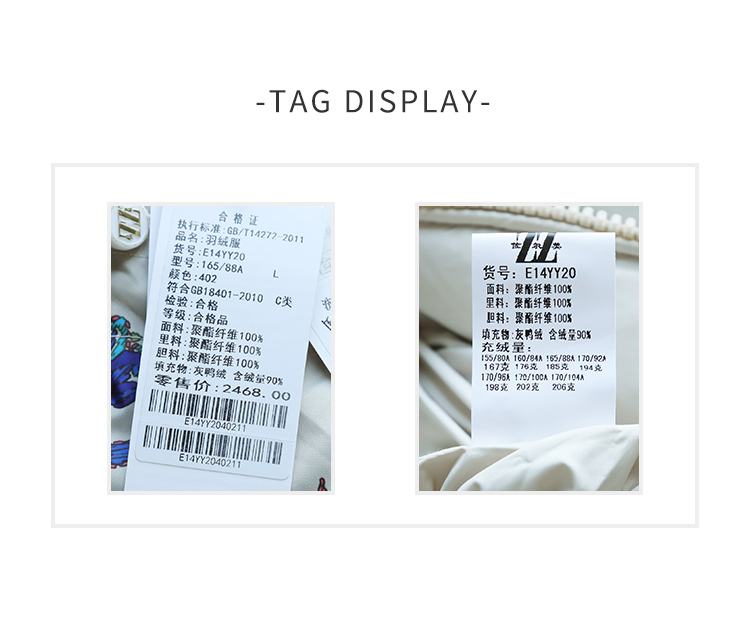 -TAG DISPLAY-
合格证
执行标准:GB/T14272-2011
品名:羽绒服
货号:E14YY20
型号:165/88A L
颜色:402
符合GB18401-2010 C类
检验:合格
等级:合格品
面料:聚酯纤维100%
里料:聚酯纤维100%
胆料:聚酯纤维100%
填充物:灰鸭绒 含绒量90%
零售价:2468.00
E14YY2040211
E14YY2040211
货号: E14YY20
面料: 聚酯纤维100%
里料: 聚酯纤维100%
胆料: 聚酯纤维100%
填充物:灰鸭绒 含绒量90%
充绒量:
155/80A 160/84A 165/88A 170/92A
167克 176克 185克 194克
170/96A 170/100A 170/104A
198克 202克 206克